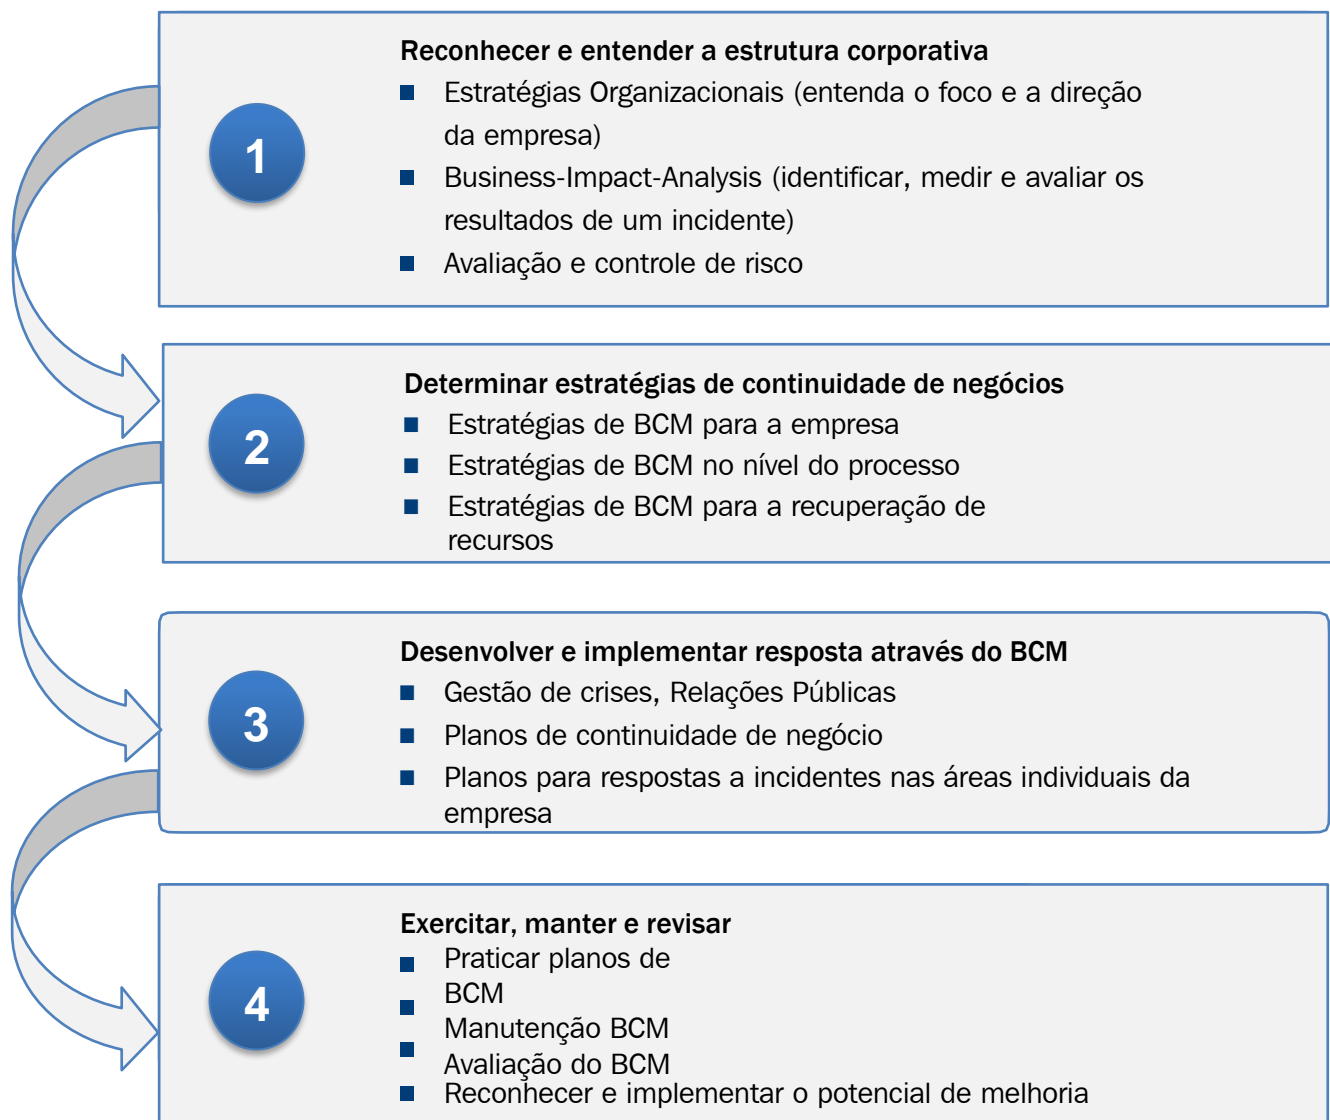 1
Reconhecer e entender a estrutura corporativa
Estratégias Organizacionais (entenda o foco e a direção
da empresa)
Business-Impact-Analysis (identificar, medir e avaliar os
resultados de um incidente)
Avaliação e controle de risco
2
Determinar estratégias de continuidade de negócios
Estratégias de BCM para a empresa
Estratégias de BCM no nível do processo
Estratégias de BCM para a recuperação de
recursos
3
Desenvolver e implementar resposta através do BCM
Gestão de crises, Relações Públicas
Planos de continuidade de negócio
Planos para respostas a incidentes nas áreas individuais da
empresa
4
Exercitar, manter e revisar
Praticar planos de
BCM
Manutenção BCM
Avaliação do BCM
Reconhecer e implementar o potencial de melhoria